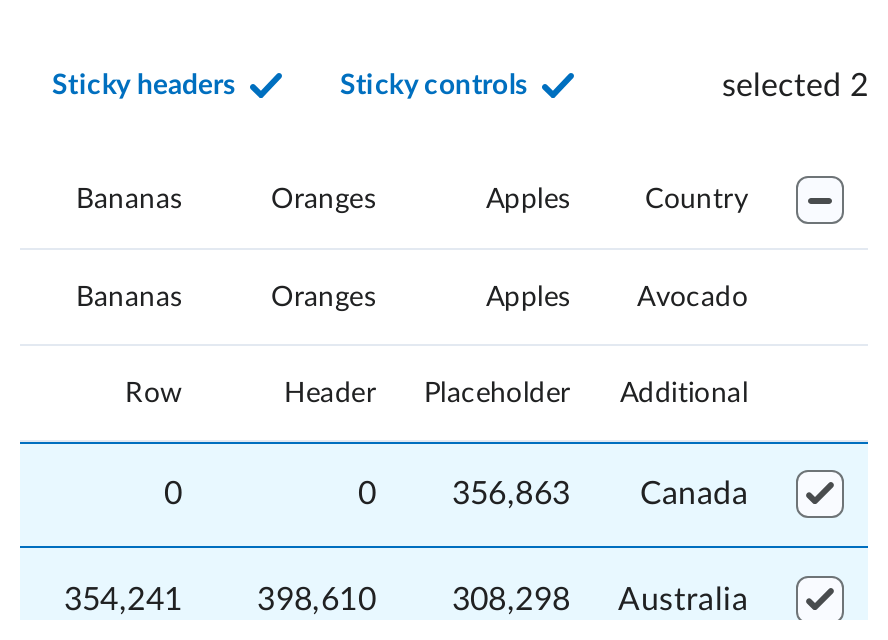 Sticky headers Sticky controls selected 2
Bananas Oranges Apples Country
Bananas Oranges Apples Avocado
Row Header Placeholder Additional
0 0 356,863 Canada
354,241 398,610 308,298 Australia